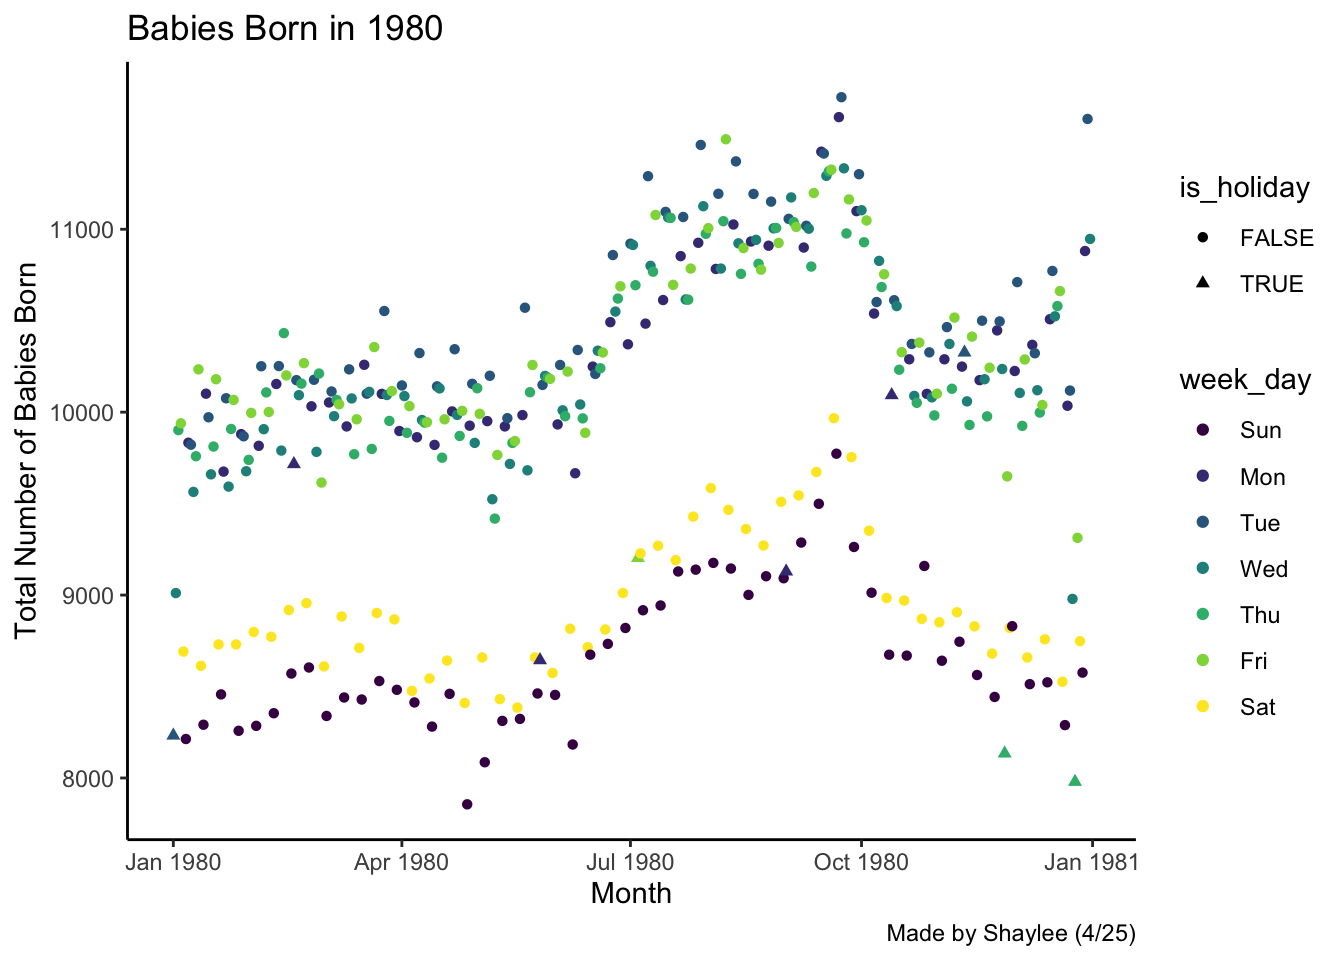 Babies Born in 1980
Total Number of Babies Born
11000
10000
9000
8000
Jan 1980
Apr 1980
Jul 1980
Oct 1980
Jan 1981
Month
is_holiday
FALSE
TRUE
week_day
Sun
Mon
Tue
Wed
Thu
Fri
Sat
Made by Shaylee (4/25)